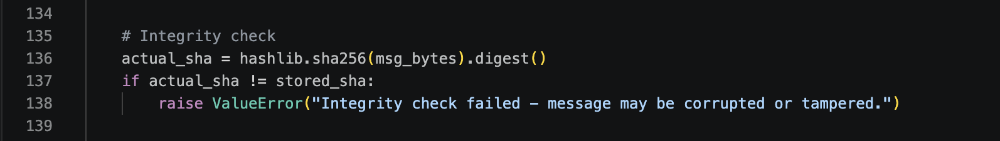 134
135 # Integrity check
136 actual_sha = hashlib.sha256(msg_bytes).digest()
137 if actual_sha != stored_sha:
138 raise ValueError("Integrity check failed – message may be corrupted or tampered.")
139